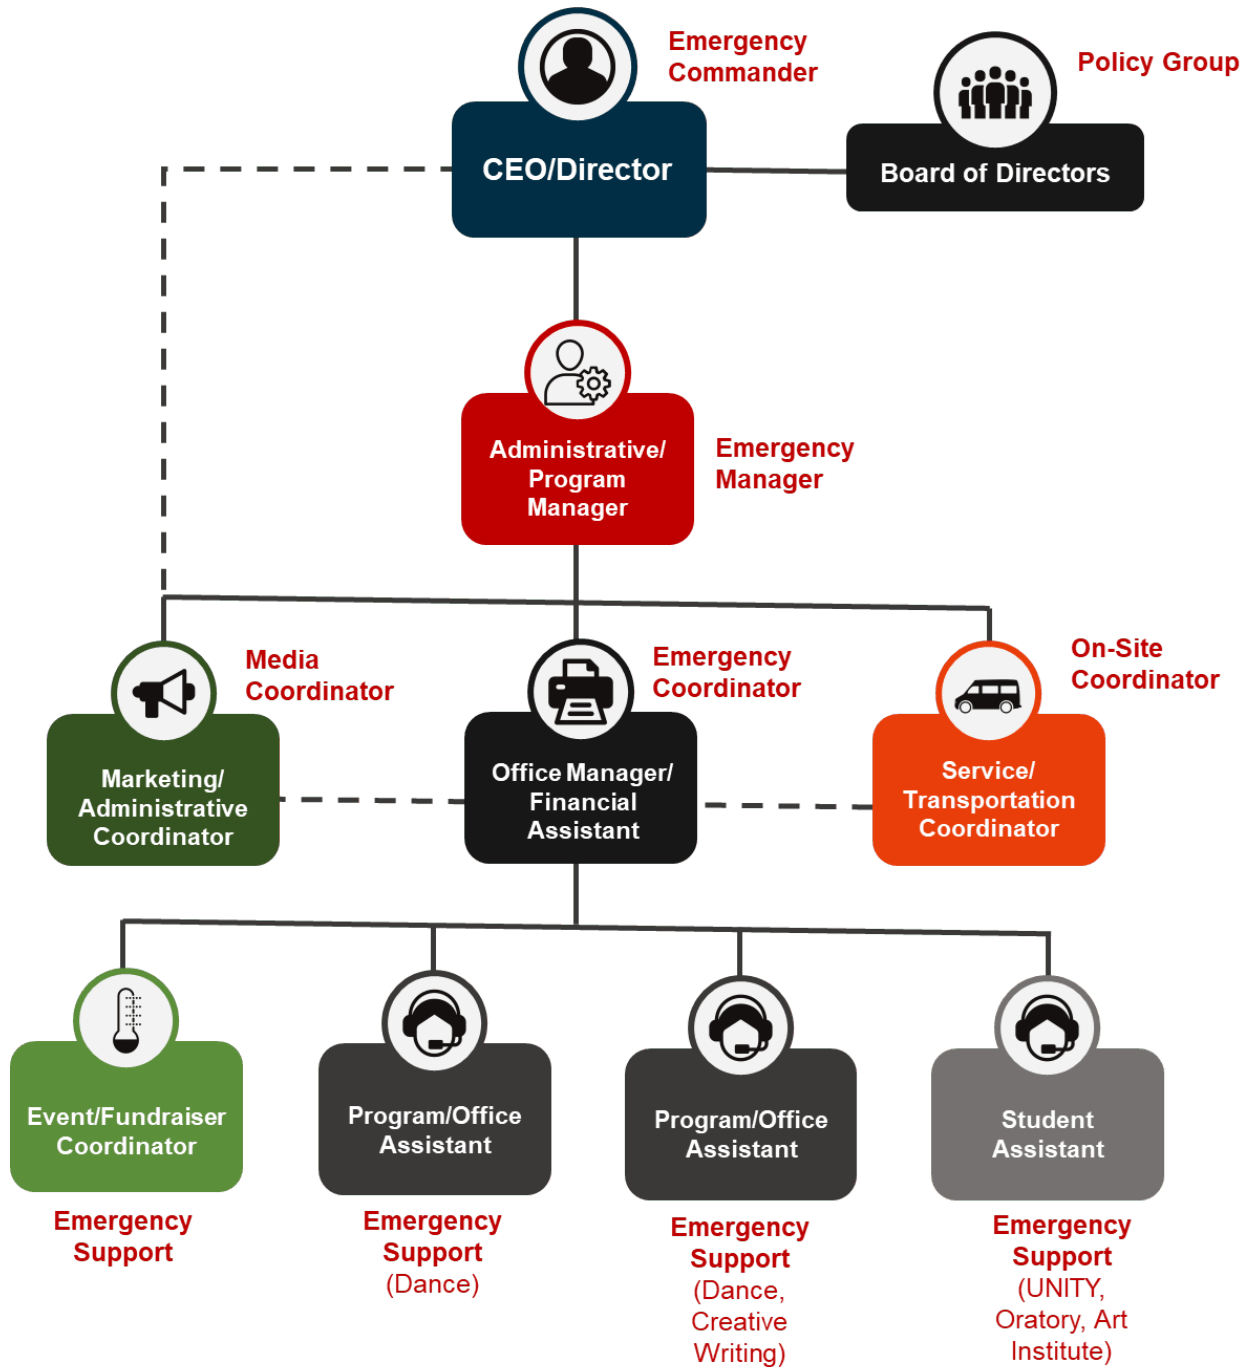 Emergency
Commander
Policy Group
CEO/Director
Board of Directors
Administrative/
Program
Manager
Emergency
Manager
Media
Coordinator
Emergency
Coordinator
On-Site
Coordinator
Marketing/
Administrative
Coordinator
Office Manager/
Financial
Assistant
Service/
Transportation
Coordinator
Event/Fundraiser
Coordinator
Program/Office
Assistant
Program/Office
Assistant
Student
Assistant
Emergency
Support
Emergency
Support
(Dance)
Emergency
Support
(Dance,
Creative
Writing)
Emergency
Support
(UNITY,
Oratory, Art
Institute)